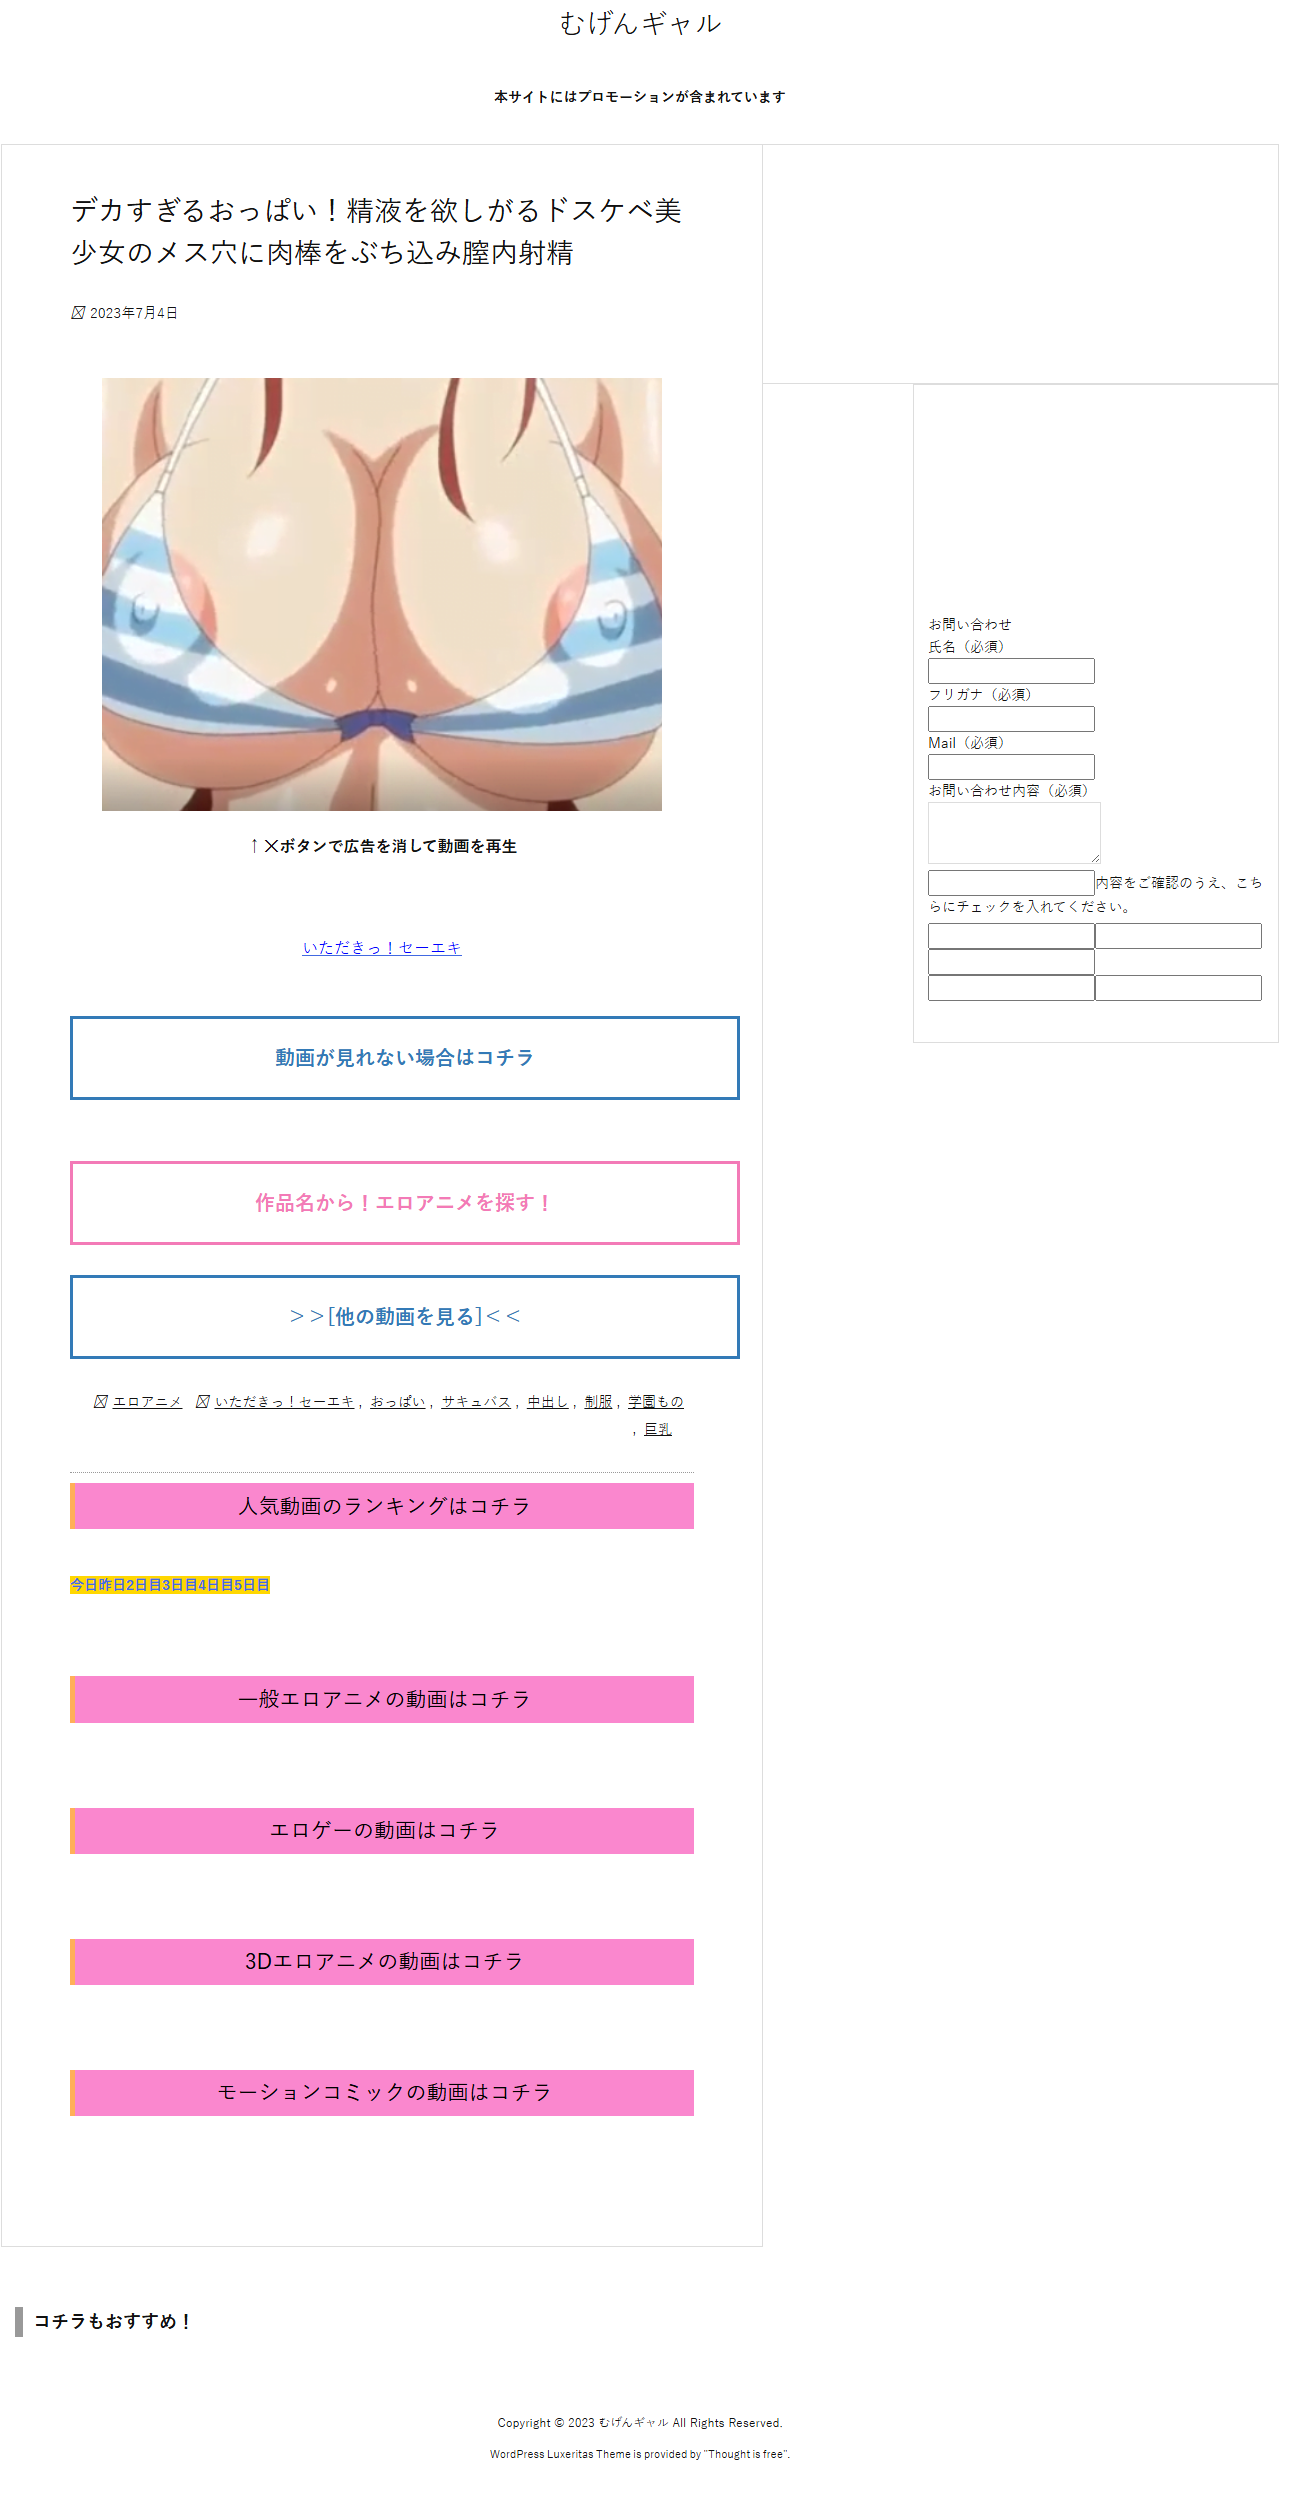 むげんギャル
本サイトにはプロモーションが含まれています
デカすぎるおっぱい！精液を欲しがるドスケベ美
少女のメス穴に肉棒をぶち込み膣内射精
2023年7月4日
↑✕ボタンで広告を消して動画を再生
いただきっ！セーエキ
動画が見れない場合はコチラ
作品名から！エロアニメを探す！
＞＞[他の動画を見る]＜＜
エロアニメ いただきっ！セーエキ , おっぱい , サキュバス , 中出し , 制服 , 学園もの
, 巨乳
人気動画のランキングはコチラ
今日昨日2日目3日目4日目5日目
一般エロアニメの動画はコチラ
エロゲーの動画はコチラ
3Dエロアニメの動画はコチラ
モーションコミックの動画はコチラ
お問い合わせ
氏名（必須）
フリガナ（必須）
Mail（必須）
お問い合わせ内容（必須）
内容をご確認のうえ、こち
らにチェックを入れてください。
コチラもおすすめ！
Copyright © 2023 むげんギャル All Rights Reserved.
WordPress Luxeritas Theme is provided by "Thought is free".